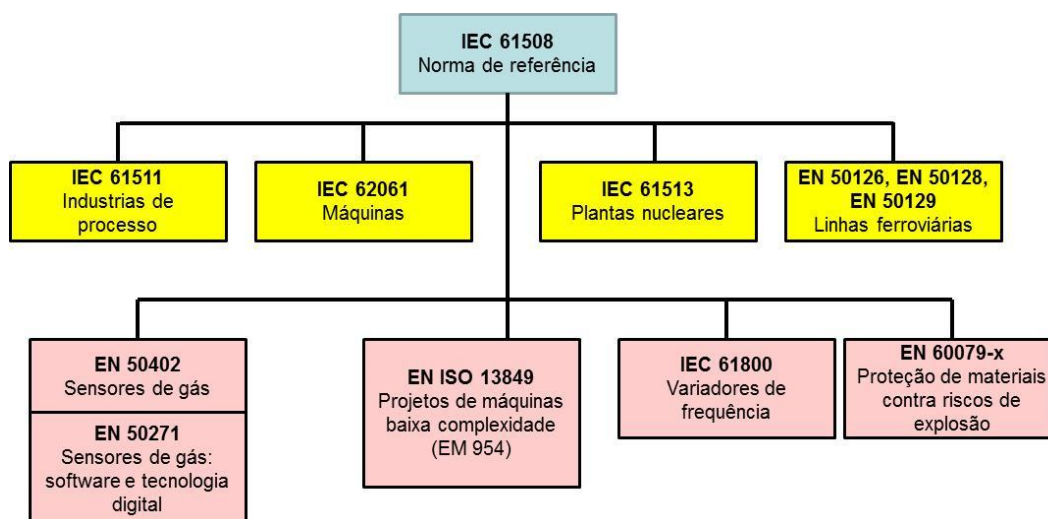 IEC 61508
Norma de referência
IEC 61511
Industrias de
processo
IEC 62061
Máquinas
IEC 61513
Plantas nucleares
EN 50126, EN 50128,
EN 50129
Linhas ferroviárias
EN 50402
Sensores de gás
EN 50271
Sensores de gás:
software e tecnologia
digital
EN ISO 13849
Projetos de máquinas
baixa complexidade
(EM 954)
IEC 61800
Variadores de
frequência
EN 60079-x
Proteção de materiais
contra riscos de
explosão